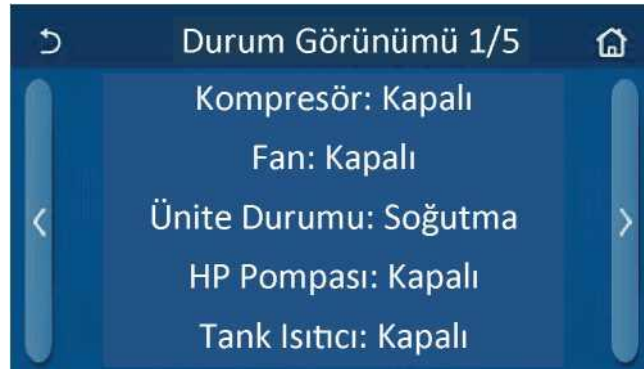 Durum Görünümü 1/5
Kompresör: Kapalı
Fan: Kapalı
Ünite Durumu: Soğutma
HP Pompası: Kapalı
Tank Isıtıcı: Kapalı